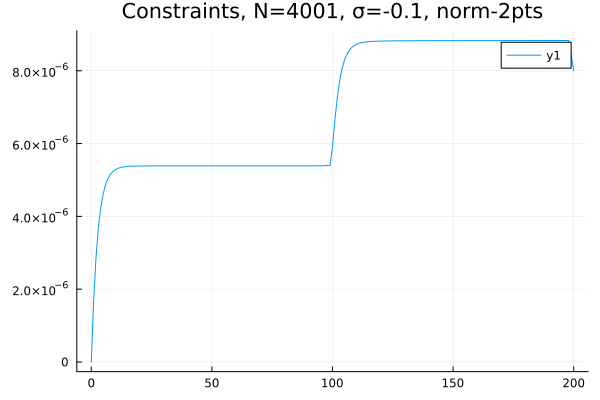 Constraints, N=4001, σ=-0.1, norm-2pts
y1
8.0×10⁻⁶
6.0×10⁻⁶
4.0×10⁻⁶
2.0×10⁻⁶
0
0 50 100 150 200